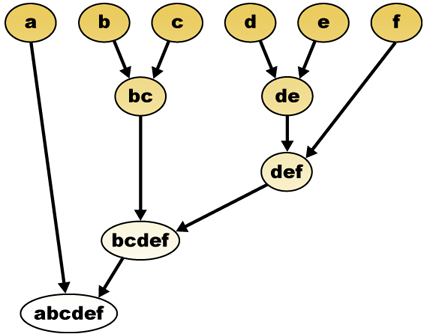 a b c d e f
bc de
def
bcdef
abcdef